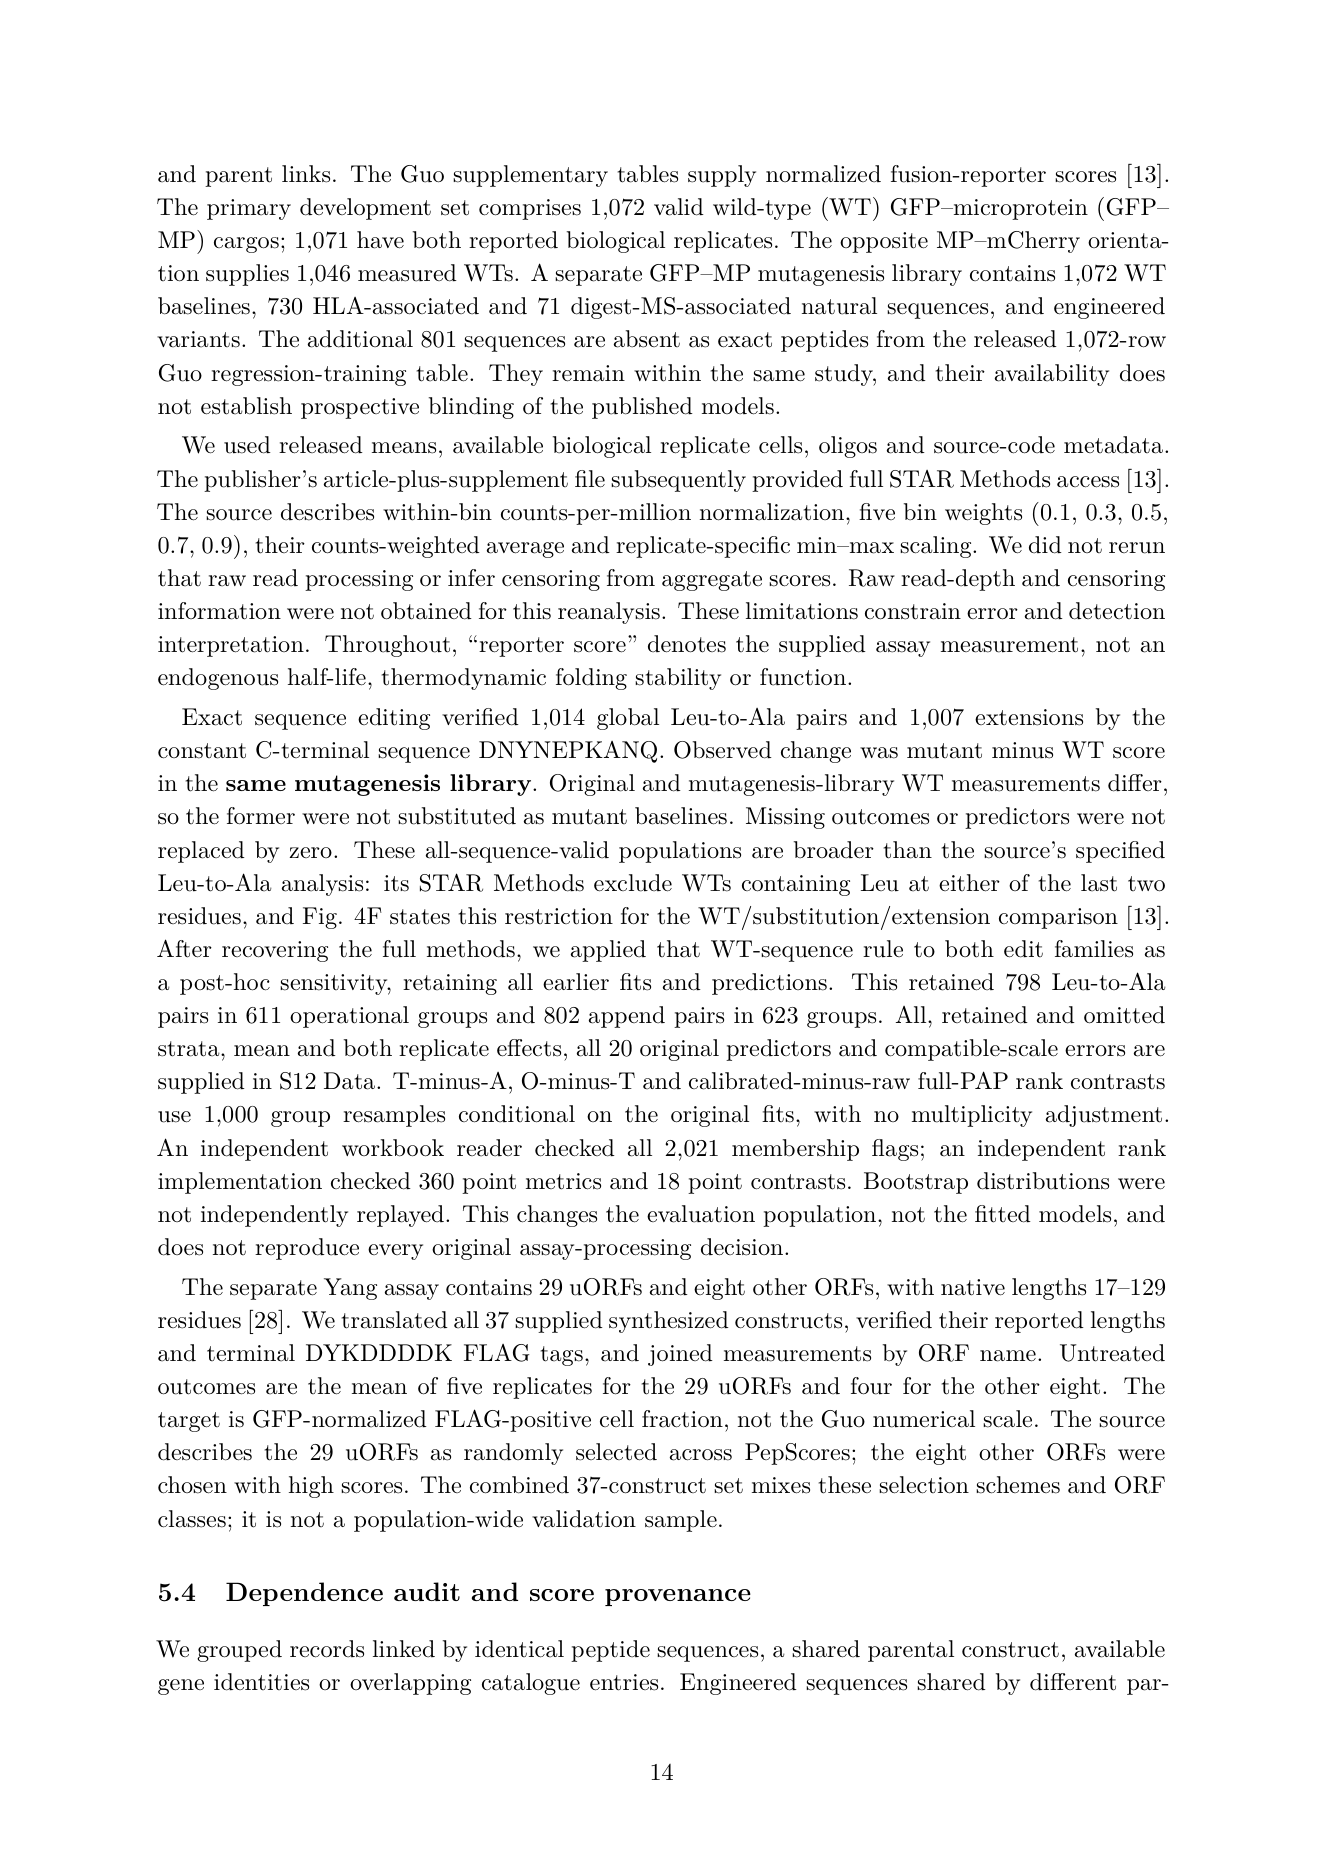 and parent links. The Guo supplementary tables supply normalized fusion-reporter scores [13].
The primary development set comprises 1,072 valid wild-type (WT) GFP–microprotein (GFP–
MP) cargos; 1,071 have both reported biological replicates. The opposite MP–mCherry orienta-
tion supplies 1,046 measured WTs. A separate GFP–MP mutagenesis library contains 1,072 WT
baselines, 730 HLA-associated and 71 digest-MS-associated natural sequences, and engineered
variants. The additional 801 sequences are absent as exact peptides from the released 1,072-row
Guo regression-training table. They remain within the same study, and their availability does
not establish prospective blinding of the published models.
We used released means, available biological replicate cells, oligos and source-code metadata.
The publisher's article-plus-supplement file subsequently provided full STAR Methods access [13].
The source describes within-bin counts-per-million normalization, five bin weights (0.1, 0.3, 0.5,
0.7, 0.9), their counts-weighted average and replicate-specific min–max scaling. We did not rerun
that raw read processing or infer censoring from aggregate scores. Raw read-depth and censoring
information were not obtained for this reanalysis. These limitations constrain error and detection
interpretation. Throughout, “reporter score” denotes the supplied assay measurement, not an
endogenous half-life, thermodynamic folding stability or function.
Exact sequence editing verified 1,014 global Leu-to-Ala pairs and 1,007 extensions by the
constant C-terminal sequence DNYNEPKANQ. Observed change was mutant minus WT score
in the same mutagenesis library. Original and mutagenesis-library WT measurements differ,
so the former were not substituted as mutant baselines. Missing outcomes or predictors were not
replaced by zero. These all-sequence-valid populations are broader than the source's specified
Leu-to-Ala analysis: its STAR Methods exclude WTs containing Leu at either of the last two
residues, and Fig. 4F states this restriction for the WT/substitution/extension comparison [13].
After recovering the full methods, we applied that WT-sequence rule to both edit families as
a post-hoc sensitivity, retaining all earlier fits and predictions. This retained 798 Leu-to-Ala
pairs in 611 operational groups and 802 append pairs in 623 groups. All, retained and omitted
strata, mean and both replicate effects, all 20 original predictors and compatible-scale errors are
supplied in S12 Data. T-minus-A, O-minus-T and calibrated-minus-raw full-PAP rank contrasts
use 1,000 group resamples conditional on the original fits, with no multiplicity adjustment.
An independent workbook reader checked all 2,021 membership flags; an independent rank
implementation checked 360 point metrics and 18 point contrasts. Bootstrap distributions were
not independently replayed. This changes the evaluation population, not the fitted models, and
does not reproduce every original assay-processing decision.
The separate Yang assay contains 29 uORFs and eight other ORFs, with native lengths 17–129
residues [28]. We translated all 37 supplied synthesized constructs, verified their reported lengths
and terminal DYKDDDDK FLAG tags, and joined measurements by ORF name. Untreated
outcomes are the mean of five replicates for the 29 uORFs and four for the other eight. The
target is GFP-normalized FLAG-positive cell fraction, not the Guo numerical scale. The source
describes the 29 uORFs as randomly selected across PepScores; the eight other ORFs were
chosen with high scores. The combined 37-construct set mixes these selection schemes and ORF
classes; it is not a population-wide validation sample.
5.4 Dependence audit and score provenance
We grouped records linked by identical peptide sequences, a shared parental construct, available
gene identities or overlapping catalogue entries. Engineered sequences shared by different par-
14